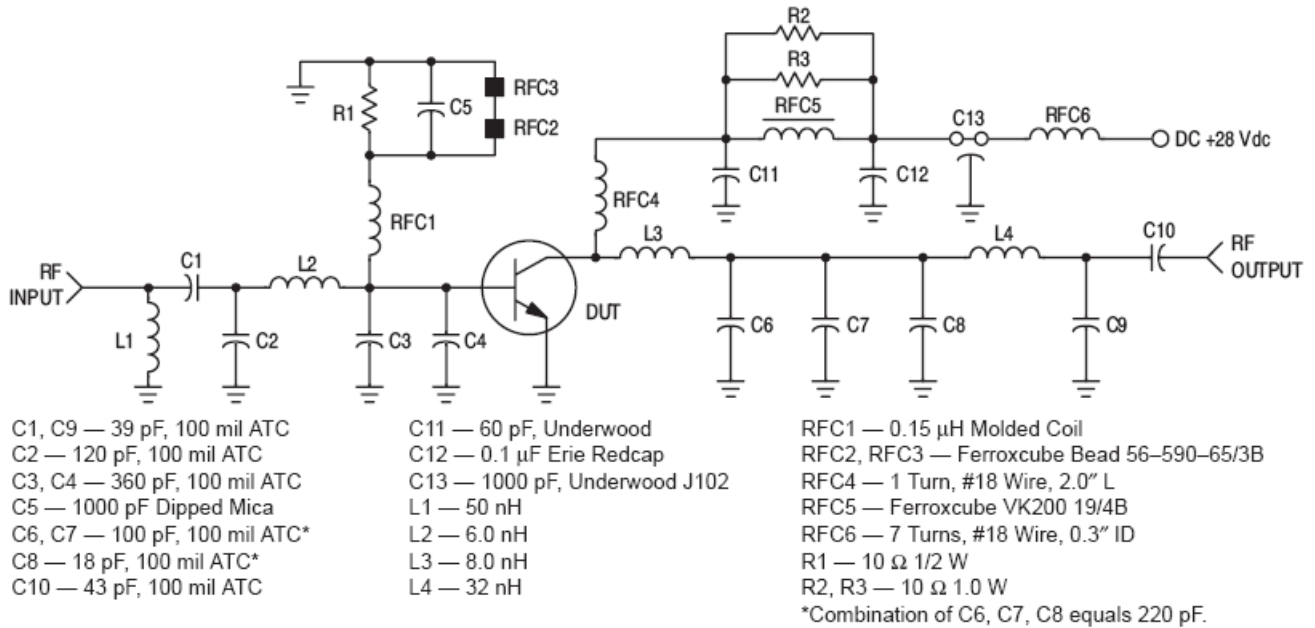 R2
R3
RFC5
RFC3
RFC2
R1
C5
C13
RFC6
DC +28 Vdc
C11
C12
RFC4
RFC1
L3
L4
C10
RF
OUTPUT
C1
L2
RF
INPUT
L1
C2
C3
C4
DUT
C6
C7
C8
C9
C1, C9 — 39 pF, 100 mil ATC
C2 — 120 pF, 100 mil ATC
C3, C4 — 360 pF, 100 mil ATC
C5 — 1000 pF Dipped Mica
C6, C7 — 100 pF, 100 mil ATC*
C8 — 18 pF, 100 mil ATC*
C10 — 43 pF, 100 mil ATC
C11 — 60 pF, Underwood
C12 — 0.1 μF Erie Redcap
C13 — 1000 pF, Underwood J102
L1 — 50 nH
L2 — 6.0 nH
L3 — 8.0 nH
L4 — 32 nH
RFC1 — 0.15 μH Molded Coil
RFC2, RFC3 — Ferroxcube Bead 56–590–65/3B
RFC4 — 1 Turn, #18 Wire, 2.0″ L
RFC5 — Ferroxcube VK200 19/4B
RFC6 — 7 Turns, #18 Wire, 0.3″ ID
R1 — 10 Ω 1/2 W
R2, R3 — 10 Ω 1.0 W
*Combination of C6, C7, C8 equals 220 pF.